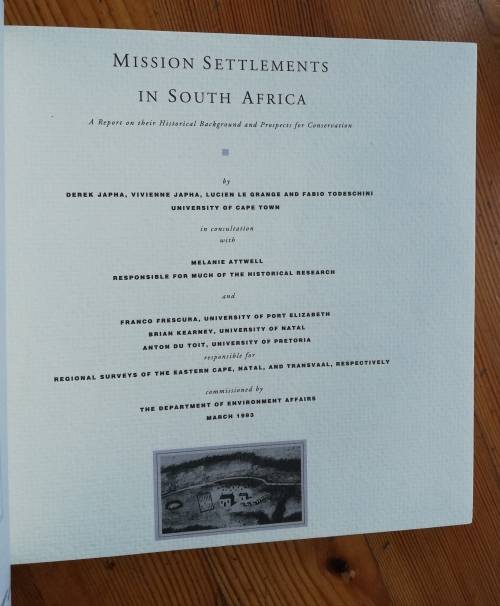 MISSION SETTLEMENTS
IN SOUTH AFRICA
A Report on their Historical Background and Prospects for Conservation
by
DEREK JAPHA, VIVIENNE JAPHA, LUCIEN LE GRANGE AND FABIO TODESCHINI
UNIVERSITY OF CAPE TOWN
in consultation
with
MELANIE ATTWELL
RESPONSIBLE FOR MUCH OF THE HISTORICAL RESEARCH
and
FRANCO FRESCURA, UNIVERSITY OF PORT ELIZABETH
BRIAN KEARNEY, UNIVERSITY OF NATAL
ANTON DU TOIT, UNIVERSITY OF PRETORIA
responsible for
REGIONAL SURVEYS OF THE EASTERN CAPE, NATAL, AND TRANSVAAL, RESPECTIVELY
commissioned by
THE DEPARTMENT OF ENVIRONMENT AFFAIRS
MARCH 1993